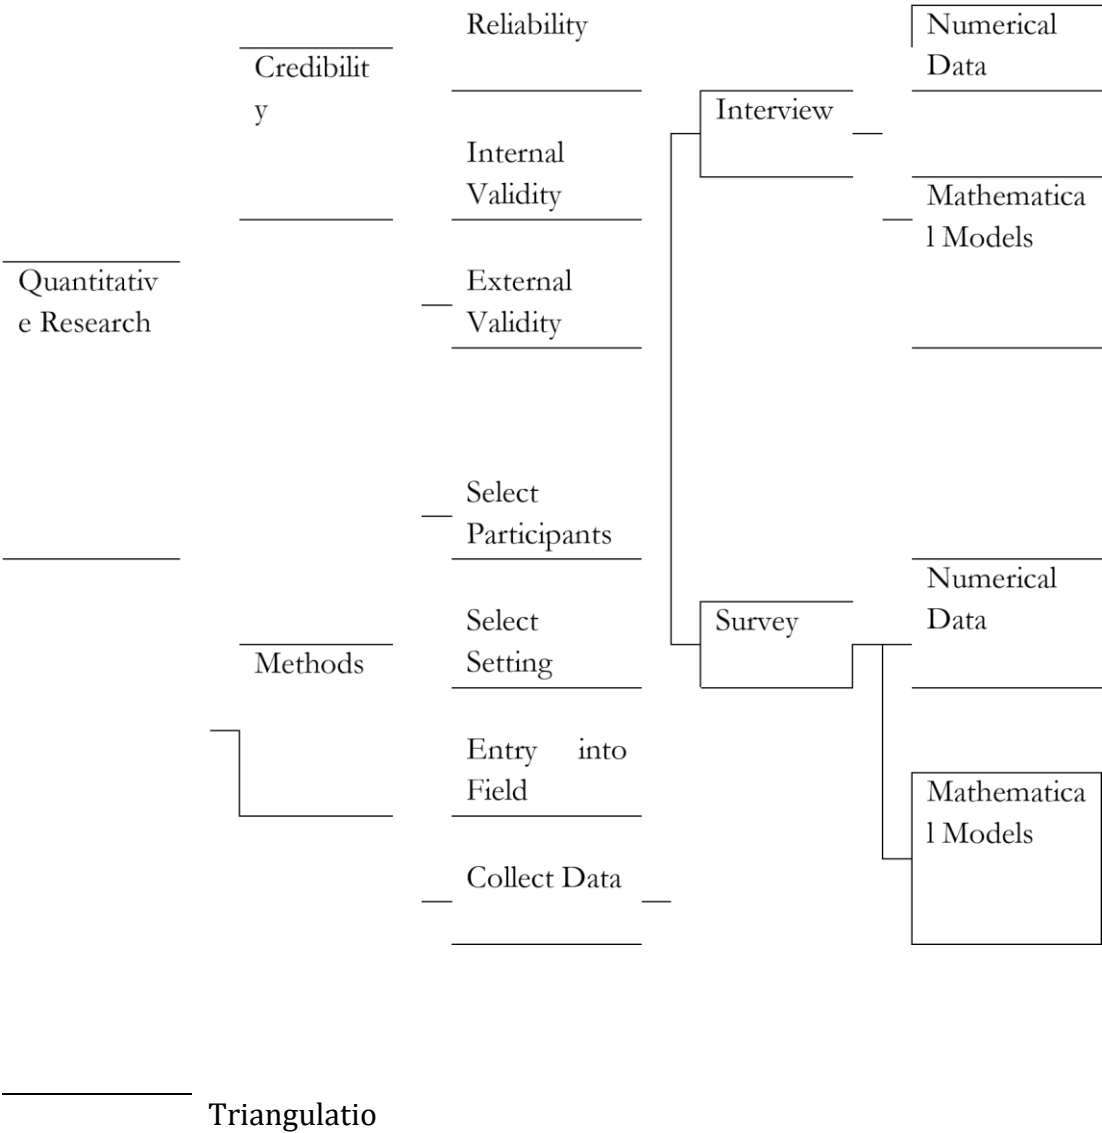 Quantitativ
e Research
Credibilit
y
Reliability
Internal
Validity
External
Validity
Methods
Select
Participants
Select
Setting
Entry into
Field
Collect Data
Interview
Numerical
Data
Mathematica
l Models
Survey
Numerical
Data
Mathematica
l Models
Triangulatio